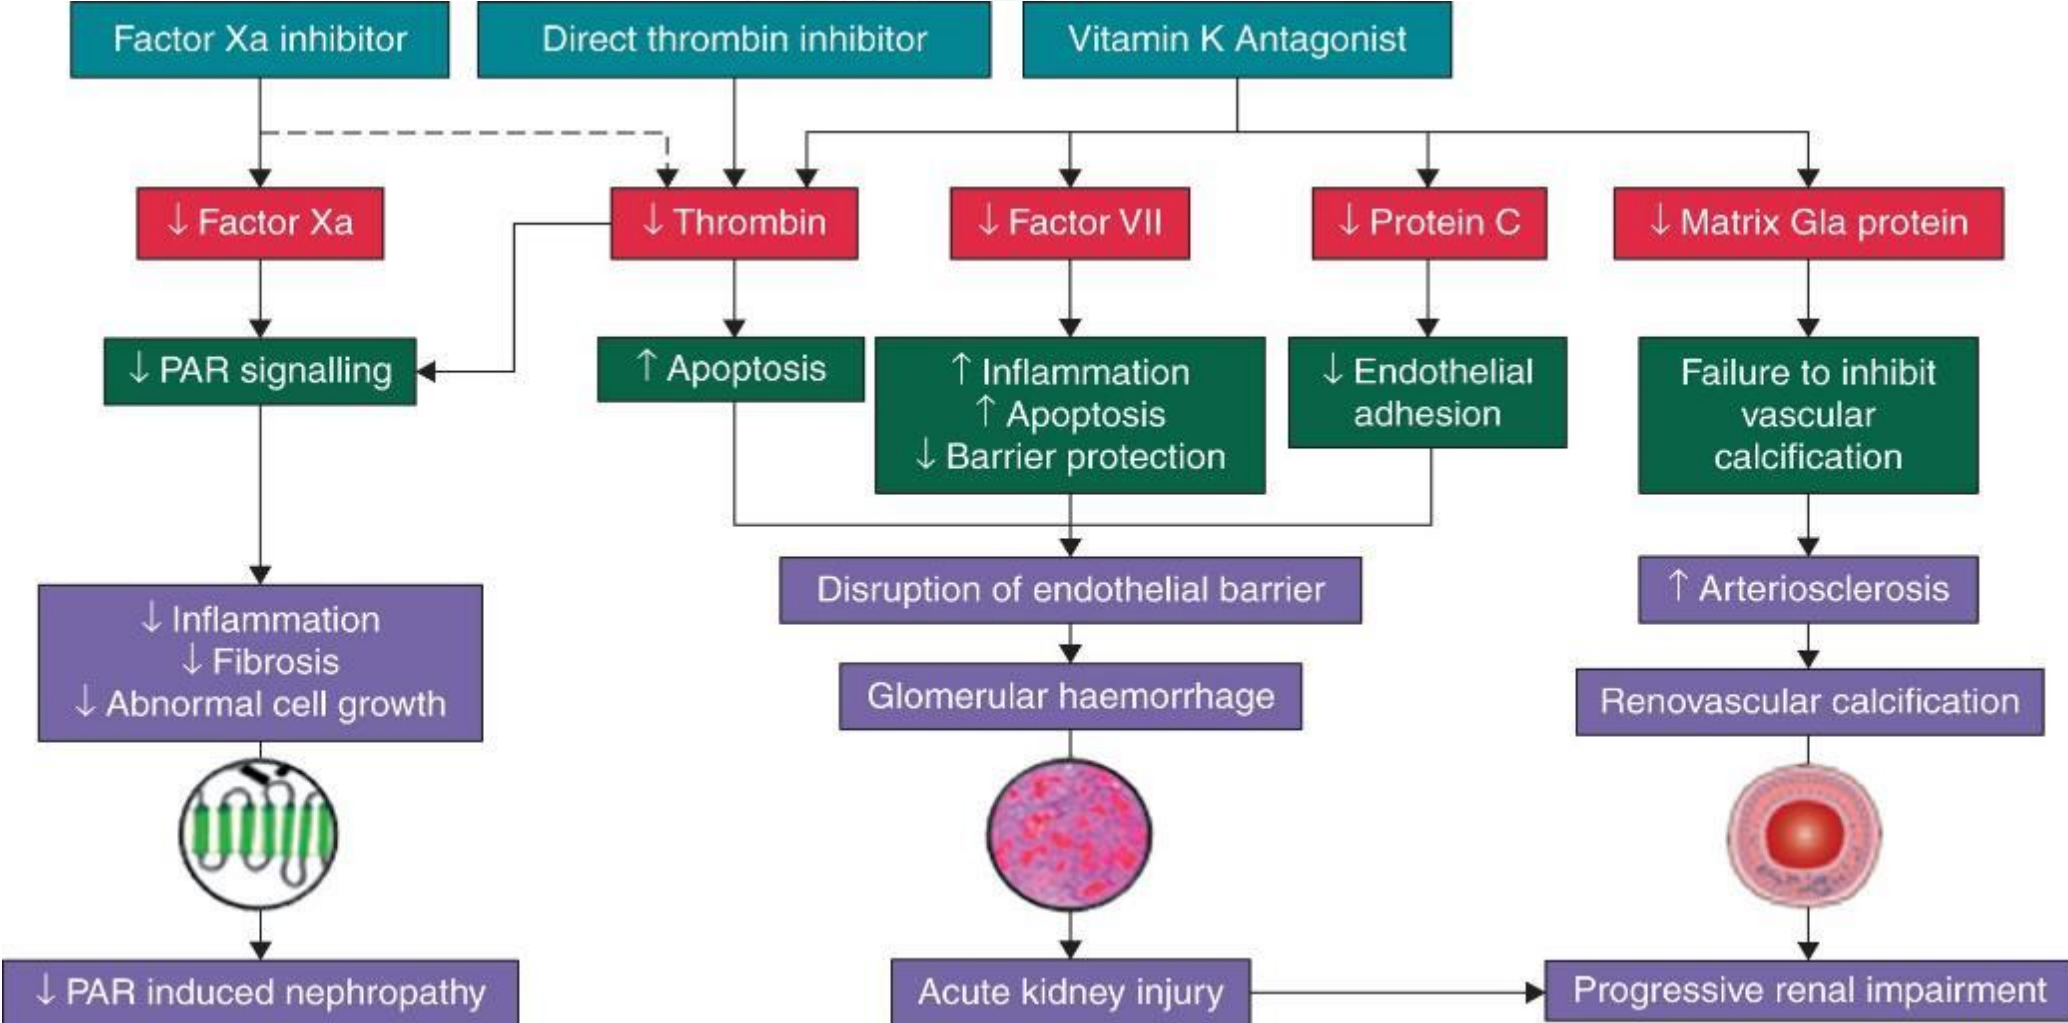 Factor Xa inhibitor
Direct thrombin inhibitor
Vitamin K Antagonist
↓ Factor Xa
↓ Thrombin
↓ Factor VII
↓ Protein C
↓ Matrix Gla protein
↓ PAR signalling
↑ Apoptosis
↑ Inflammation
↑ Apoptosis
↓ Barrier protection
↓ Endothelial
adhesion
Failure to inhibit
vascular
calcification
↓ Inflammation
↓ Fibrosis
↓ Abnormal cell growth
Disruption of endothelial barrier
↑ Arteriosclerosis
Glomerular haemorrhage
Renovascular calcification
↓ PAR induced nephropathy
Acute kidney injury
Progressive renal impairment